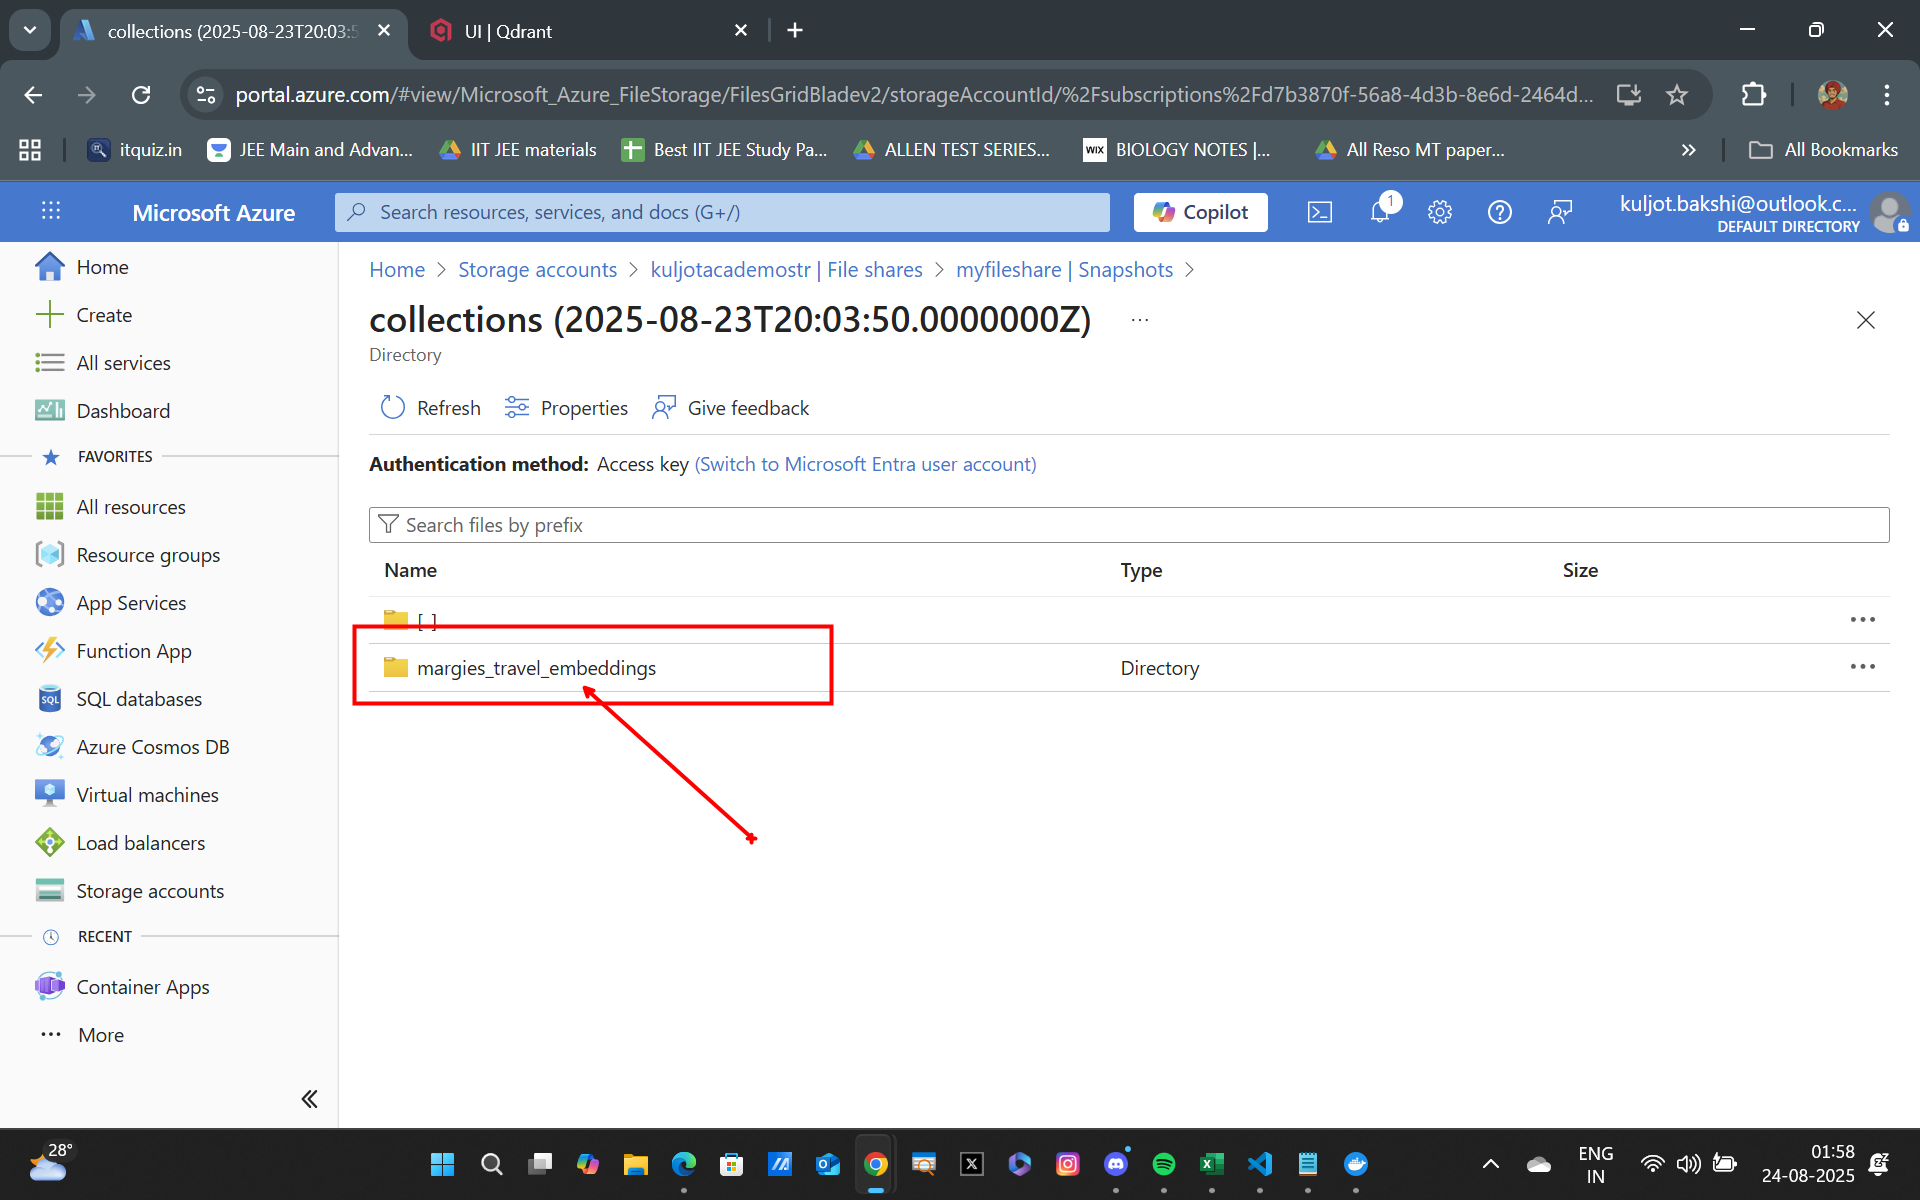 collections (2025-08-23T20:03:5
UI | Qdrant
portal.azure.com/#view/Microsoft_Azure_FileStorage/FilesGridBladev2/storageAccountId/%2Fsubscriptions%2Fd7b3870f-56a8-4d3b-8e6d-2464d...
itquiz.in
JEE Main and Advan...
IIT JEE materials
Best IIT JEE Study Pa...
ALLEN TEST SERIES...
WIX
BIOLOGY NOTES |...
All Reso MT paper...
All Bookmarks
Microsoft Azure
Search resources, services, and docs (G+/)
Copilot
1
kuljot.bakshi@outlook.c...
DEFAULT DIRECTORY
Home
Create
All services
Dashboard
FAVORITES
All resources
Resource groups
App Services
Function App
SQL
SQL databases
Azure Cosmos DB
Virtual machines
Load balancers
Storage accounts
RECENT
Container Apps
More
Home > Storage accounts > kuljotacademostr | File shares > myfileshare | Snapshots >
collections (2025-08-23T20:03:50.0000000Z)
Directory
Refresh
Properties
Give feedback
Authentication method: Access key (Switch to Microsoft Entra user account)
Search files by prefix
Name Type Size
[..]
margies_travel_embeddings Directory
28°
ENG
IN
01:58
24-08-2025